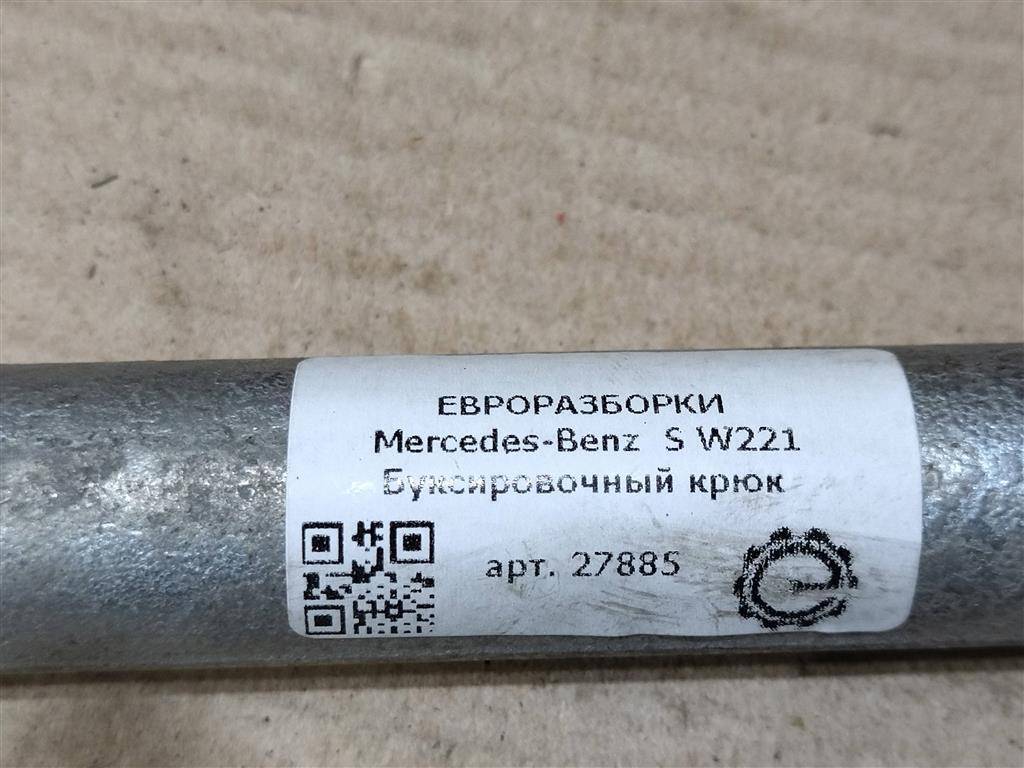 ЕВРОРАЗБОРКИ
Mercedes-Benz S W221
Буксировочный крюк
арт. 27885